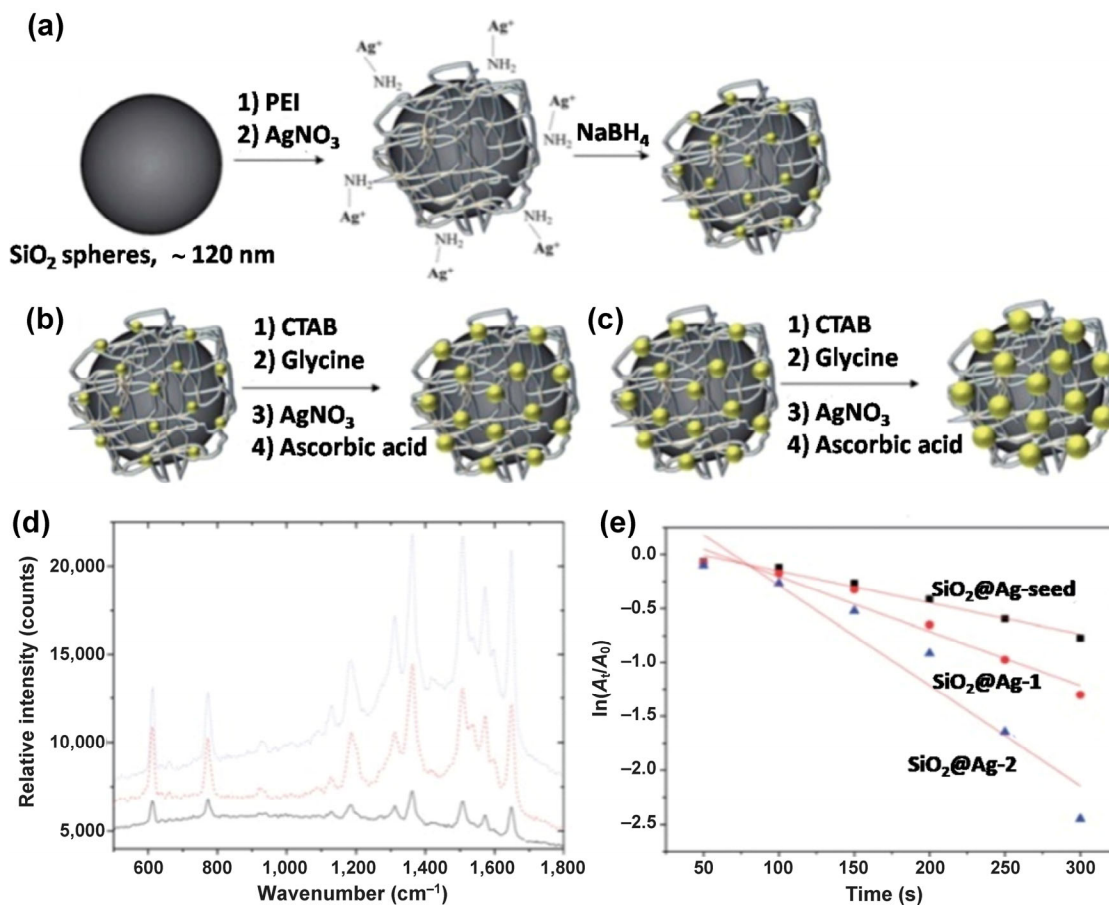 (a)
1) PEI
2) AgNO₃
SiO₂ spheres, ~ 120 nm
Ag⁺
NH₂
Ag⁺
NH₂
Ag⁺
NH₂
Ag⁺
NH₂
Ag⁺
NH₂
Ag⁺
NH₂
NaBH₄
(b)
1) CTAB
2) Glycine
3) AgNO₃
4) Ascorbic acid
(c)
1) CTAB
2) Glycine
3) AgNO₃
4) Ascorbic acid
(d)
Relative intensity (counts)
20,000
15,000
10,000
5,000
600 800 1,000 1,200 1,400 1,600 1,800
Wavenumber (cm⁻¹)
(e)
ln(Aₜ/A₀)
0.0
−0.5
−1.0
−1.5
−2.0
−2.5
SiO₂@Ag-seed
SiO₂@Ag-1
SiO₂@Ag-2
50 100 150 200 250 300
Time (s)